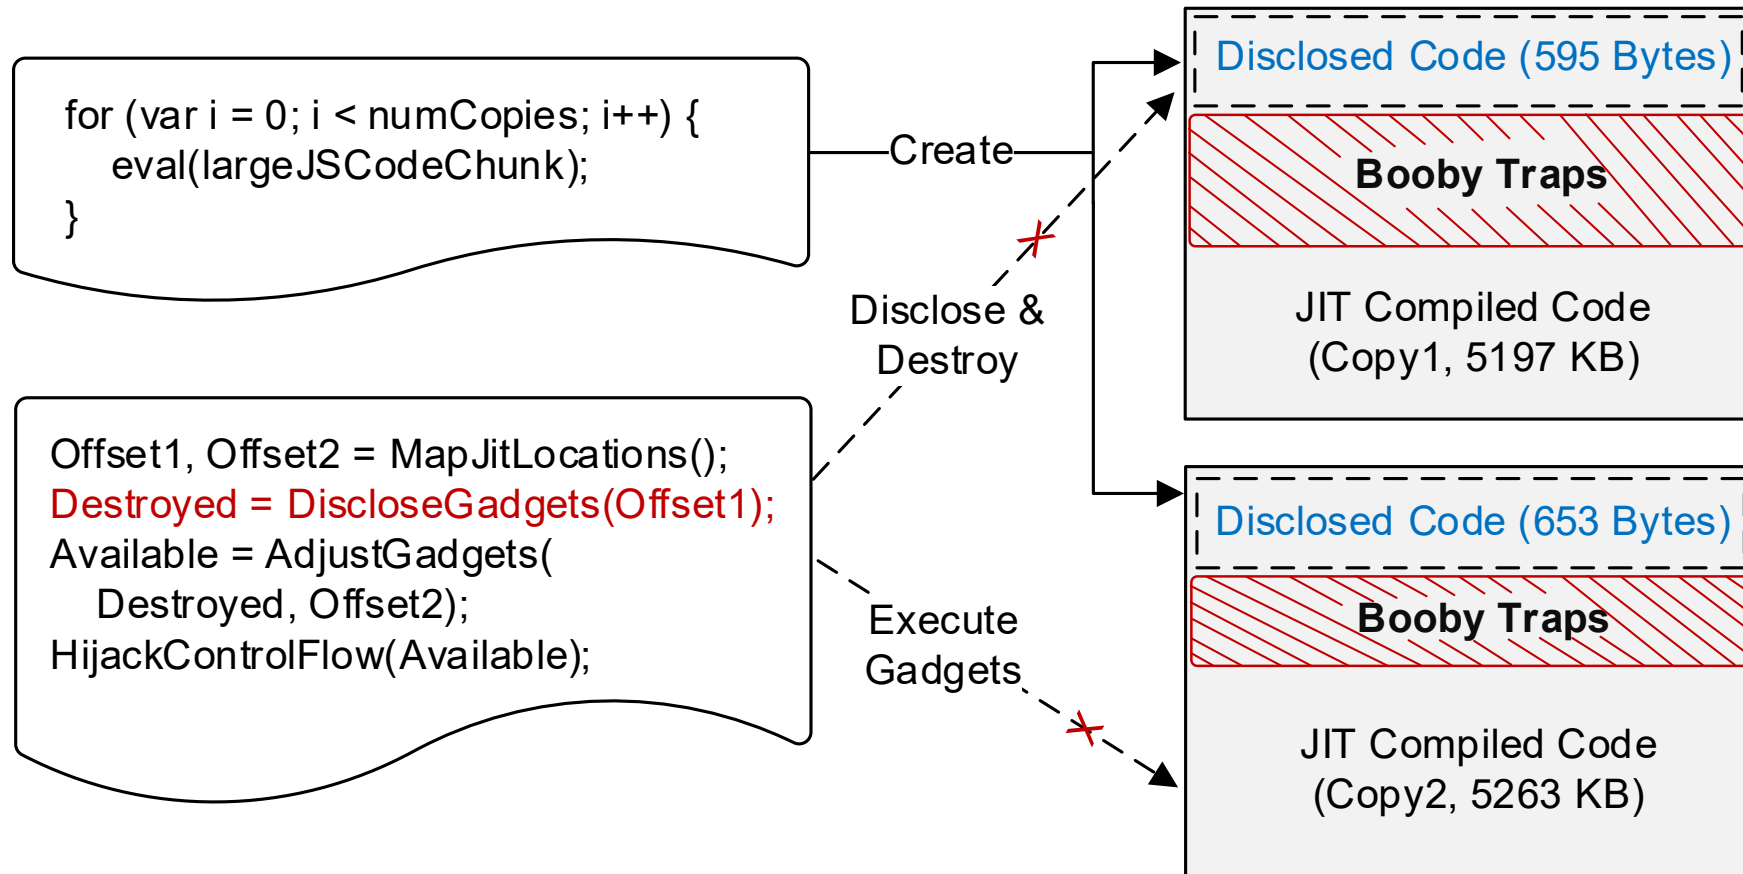 for (var i = 0; i < numCopies; i++) {
eval(largeJSCodeChunk);
}
Offset1, Offset2 = MapJitLocations();
Destroyed = DiscloseGadgets(Offset1);
Available = AdjustGadgets(
Destroyed, Offset2);
HijackControlFlow(Available);
Create
Disclose &
Destroy
Execute
Gadgets
Disclosed Code (595 Bytes)
Booby Traps
JIT Compiled Code
(Copy1, 5197 KB)
Disclosed Code (653 Bytes)
Booby Traps
JIT Compiled Code
(Copy2, 5263 KB)